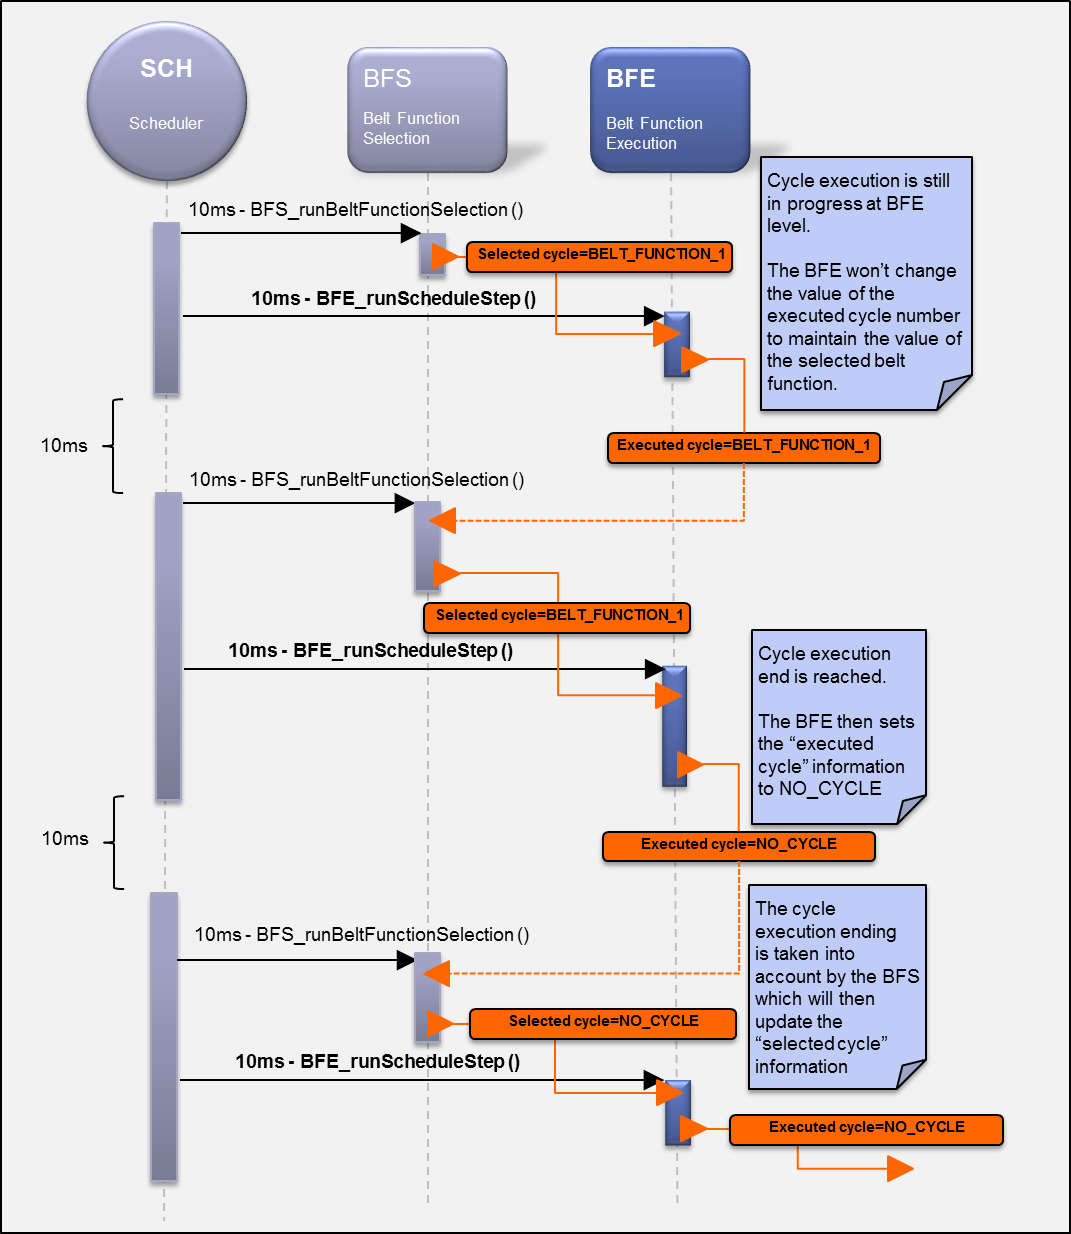 SCH
Scheduler
BFS
Belt Function
Selection
BFE
Belt Function
Execution
Cycle execution is still
in progress at BFE
level.
The BFE won't change
the value of the
executed cycle number
to maintain the value of
the selected belt
function.
10ms - BFS_runBeltFunctionSelection ()
Selected cycle=BELT_FUNCTION_1
10ms - BFE_runScheduleStep ()
10ms
Executed cycle=BELT_FUNCTION_1
10ms - BFS_runBeltFunctionSelection ()
Selected cycle=BELT_FUNCTION_1
10ms - BFE_runScheduleStep ()
Cycle execution
end is reached.
The BFE then sets
the “executed
cycle” information
to NO_CYCLE
10ms
Executed cycle=NO_CYCLE
The cycle
execution ending
is taken into
account by the BFS
which will then
update the
“selected cycle”
information
10ms - BFS_runBeltFunctionSelection ()
Selected cycle=NO_CYCLE
10ms - BFE_runScheduleStep ()
Executed cycle=NO_CYCLE